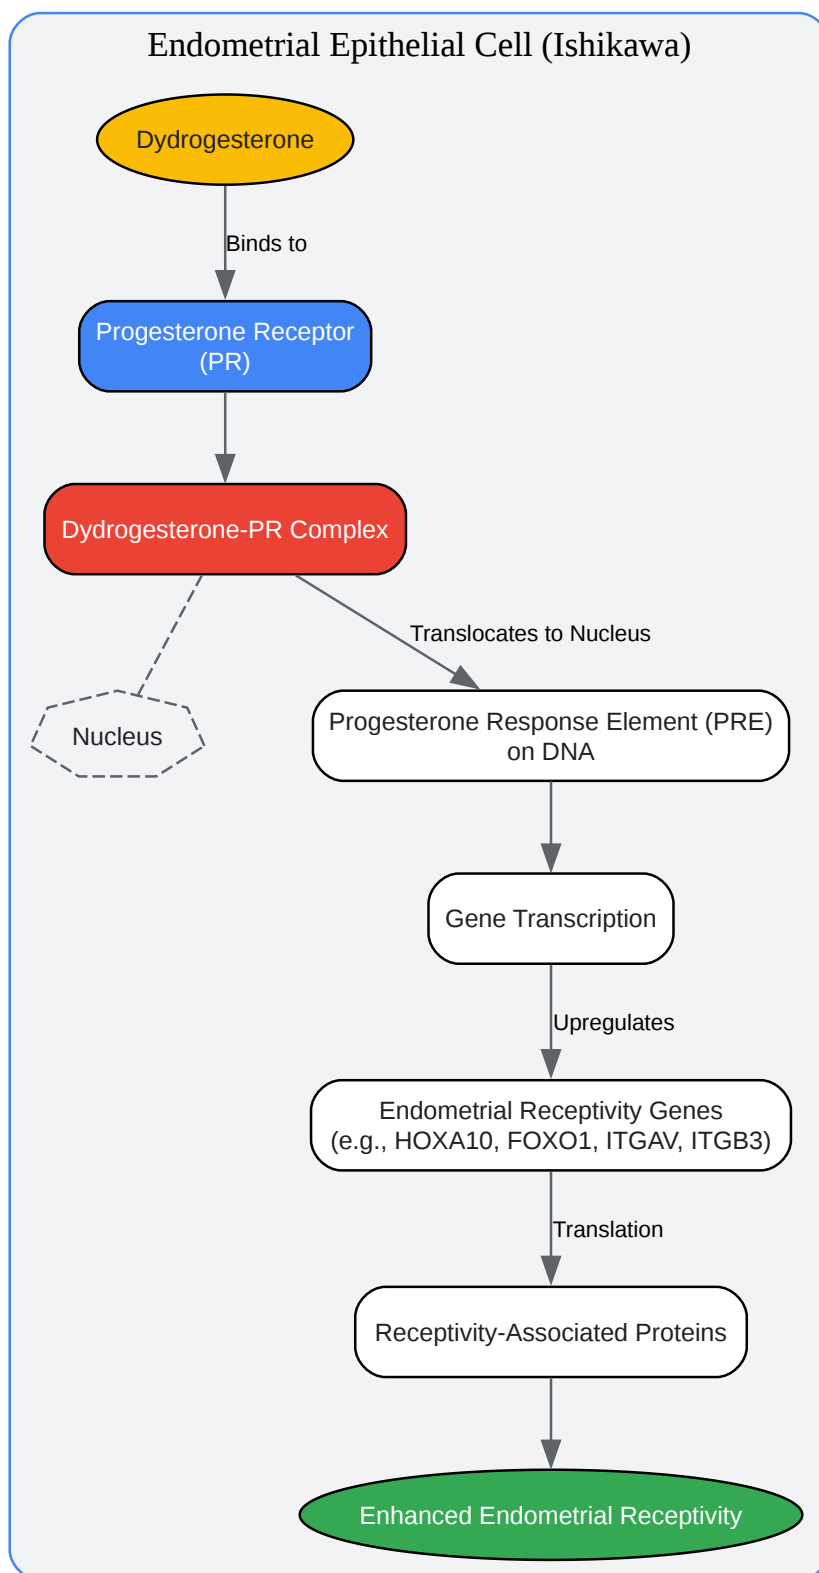 Endometrial Epithelial Cell (Ishikawa)
Dydrogesterone
Binds to
Progesterone Receptor
(PR)
Dydrogesterone-PR Complex
Translocates to Nucleus
Nucleus
Progesterone Response Element (PRE)
on DNA
Gene Transcription
Upregulates
Endometrial Receptivity Genes
(e.g., HOXA10, FOXO1, ITGAV, ITGB3)
Translation
Receptivity-Associated Proteins
Enhanced Endometrial Receptivity